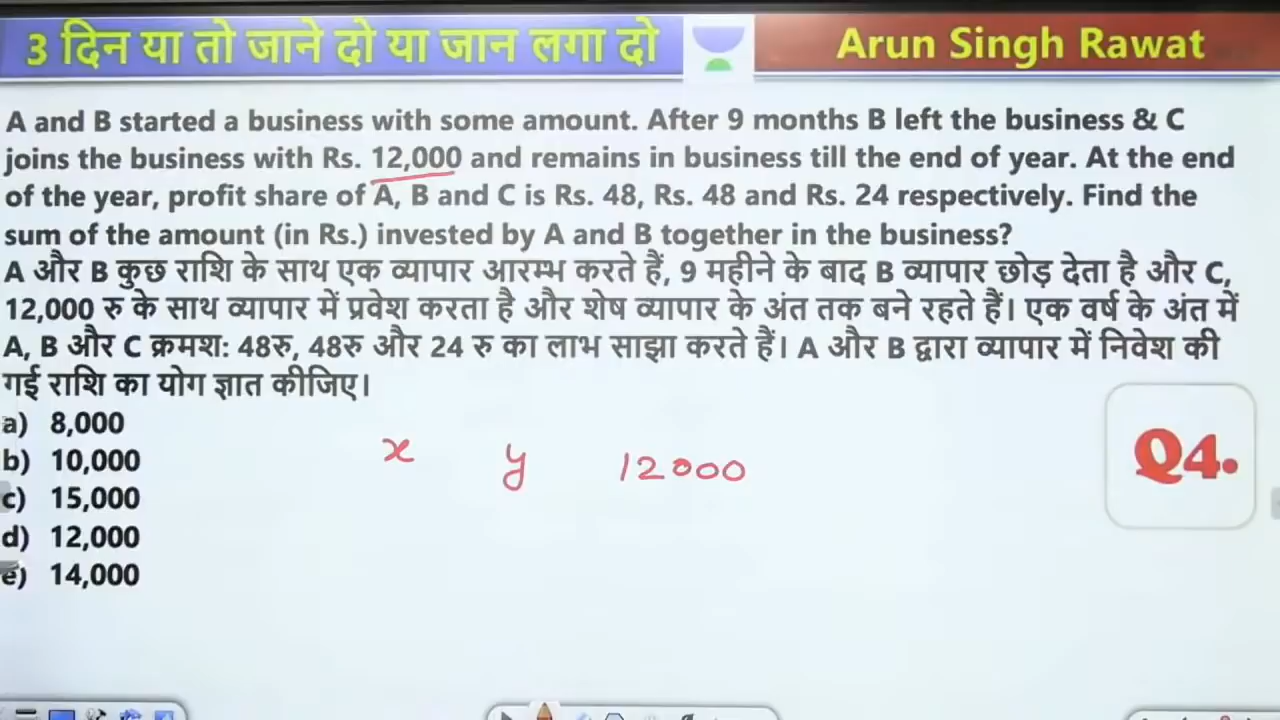 3 दिन या तो जाने दो या जान लगा दो
Arun Singh Rawat
A and B started a business with some amount. After 9 months B left the business & C
joins the business with Rs. 12,000 and remains in business till the end of year. At the end
of the year, profit share of A, B and C is Rs. 48, Rs. 48 and Rs. 24 respectively. Find the
sum of the amount (in Rs.) invested by A and B together in the business?
A और B कुछ राशि के साथ एक व्यापार आरम्भ करते हैं, 9 महीने के बाद B व्यापार छोड़ देता है और C,
12,000 रु के साथ व्यापार में प्रवेश करता है और शेष व्यापार के अंत तक बने रहते हैं। एक वर्ष के अंत में
A, B और C क्रमश: 48रु, 48रु और 24 रु का लाभ साझा करते हैं। A और B द्वारा व्यापार में निवेश की
गई राशि का योग ज्ञात कीजिए।
a) 8,000
b) 10,000
c) 15,000
d) 12,000
e) 14,000
x y 12000
Q4.